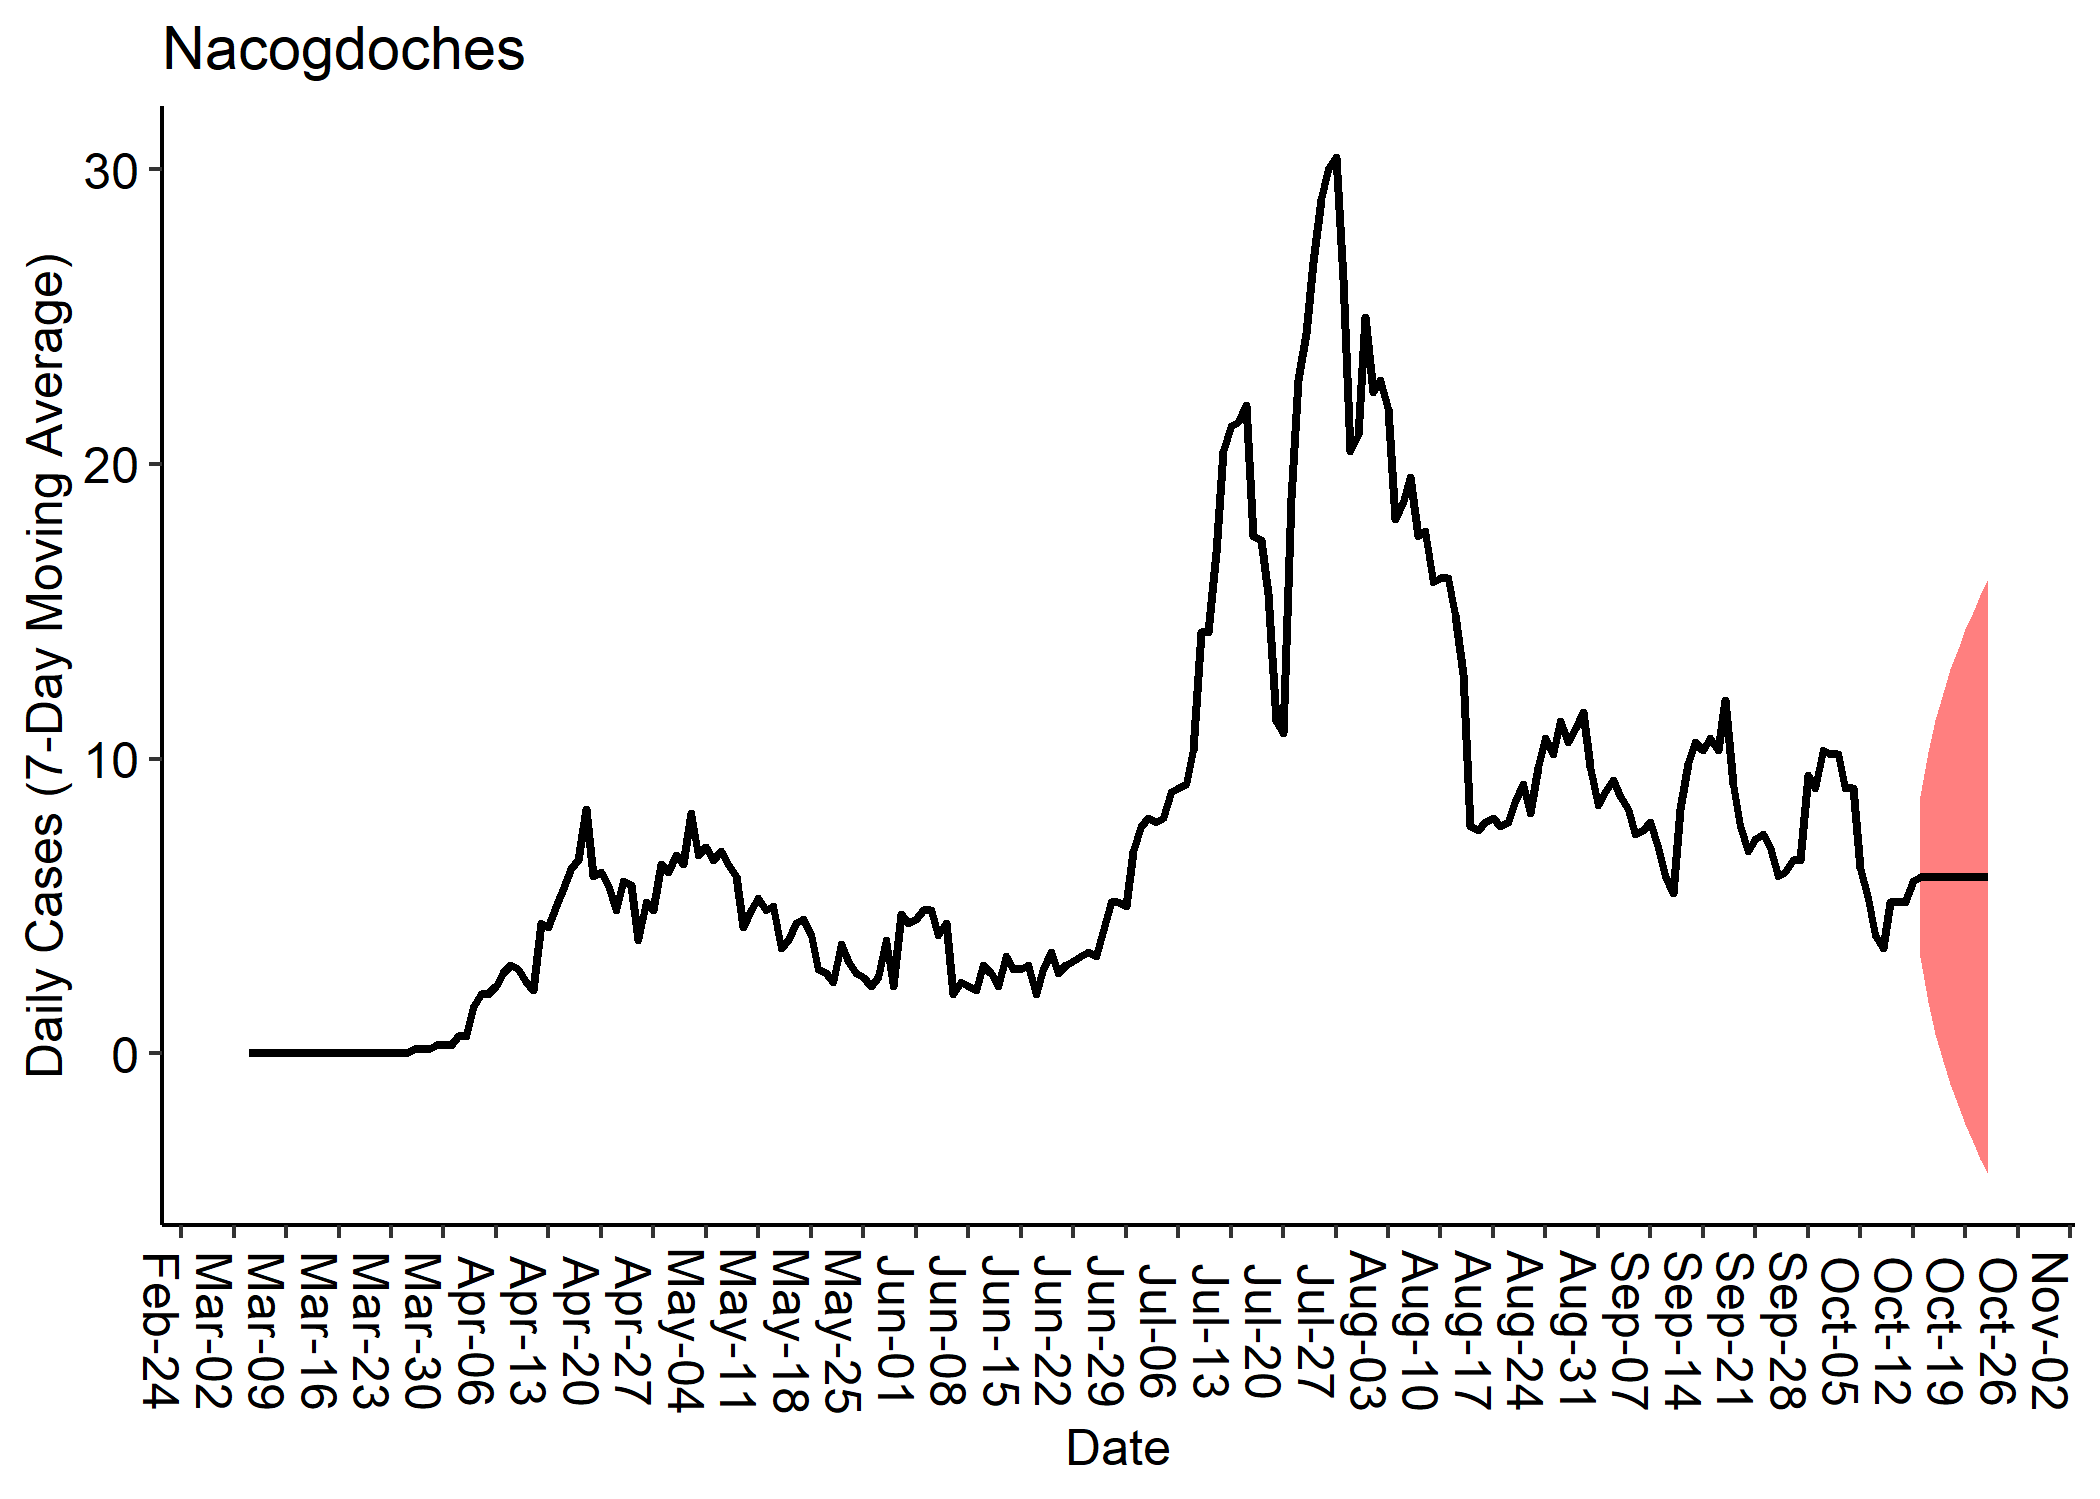 Nacogdoches
Daily Cases (7-Day Moving Average)
30
20
10
0
Feb-24
Mar-02
Mar-09
Mar-16
Mar-23
Mar-30
Apr-06
Apr-13
Apr-20
Apr-27
May-04
May-11
May-18
May-25
Jun-01
Jun-08
Jun-15
Jun-22
Jun-29
Jul-06
Jul-13
Jul-20
Jul-27
Aug-03
Aug-10
Aug-17
Aug-24
Aug-31
Sep-07
Sep-14
Sep-21
Sep-28
Oct-05
Oct-12
Oct-19
Oct-26
Nov-02
Date